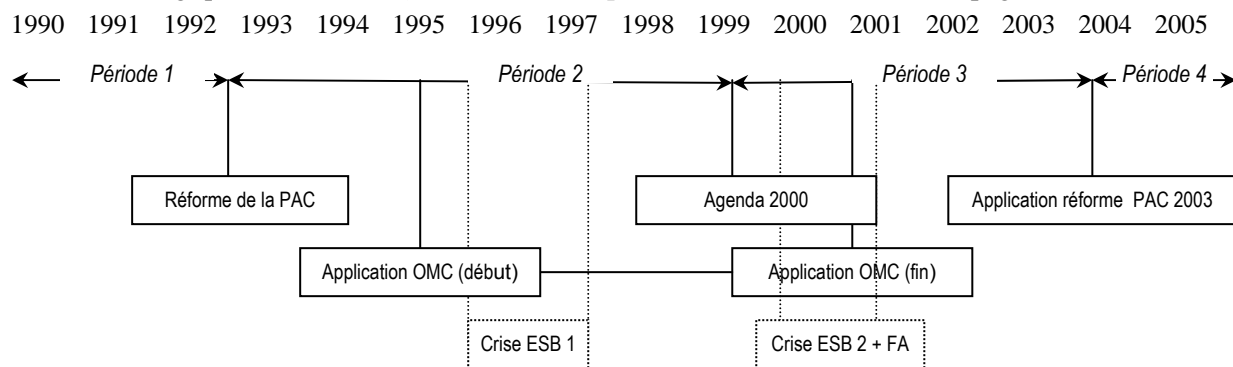 1990 1991 1992 1993 1994 1995 1996 1997 1998 1999 2000 2001 2002 2003 2004 2005
Période 1 Période 2 Période 3 Période 4
Réforme de la PAC Agenda 2000 Application réforme PAC 2003
Application OMC (début) Application OMC (fin)
Crise ESB 1 Crise ESB 2 + FA